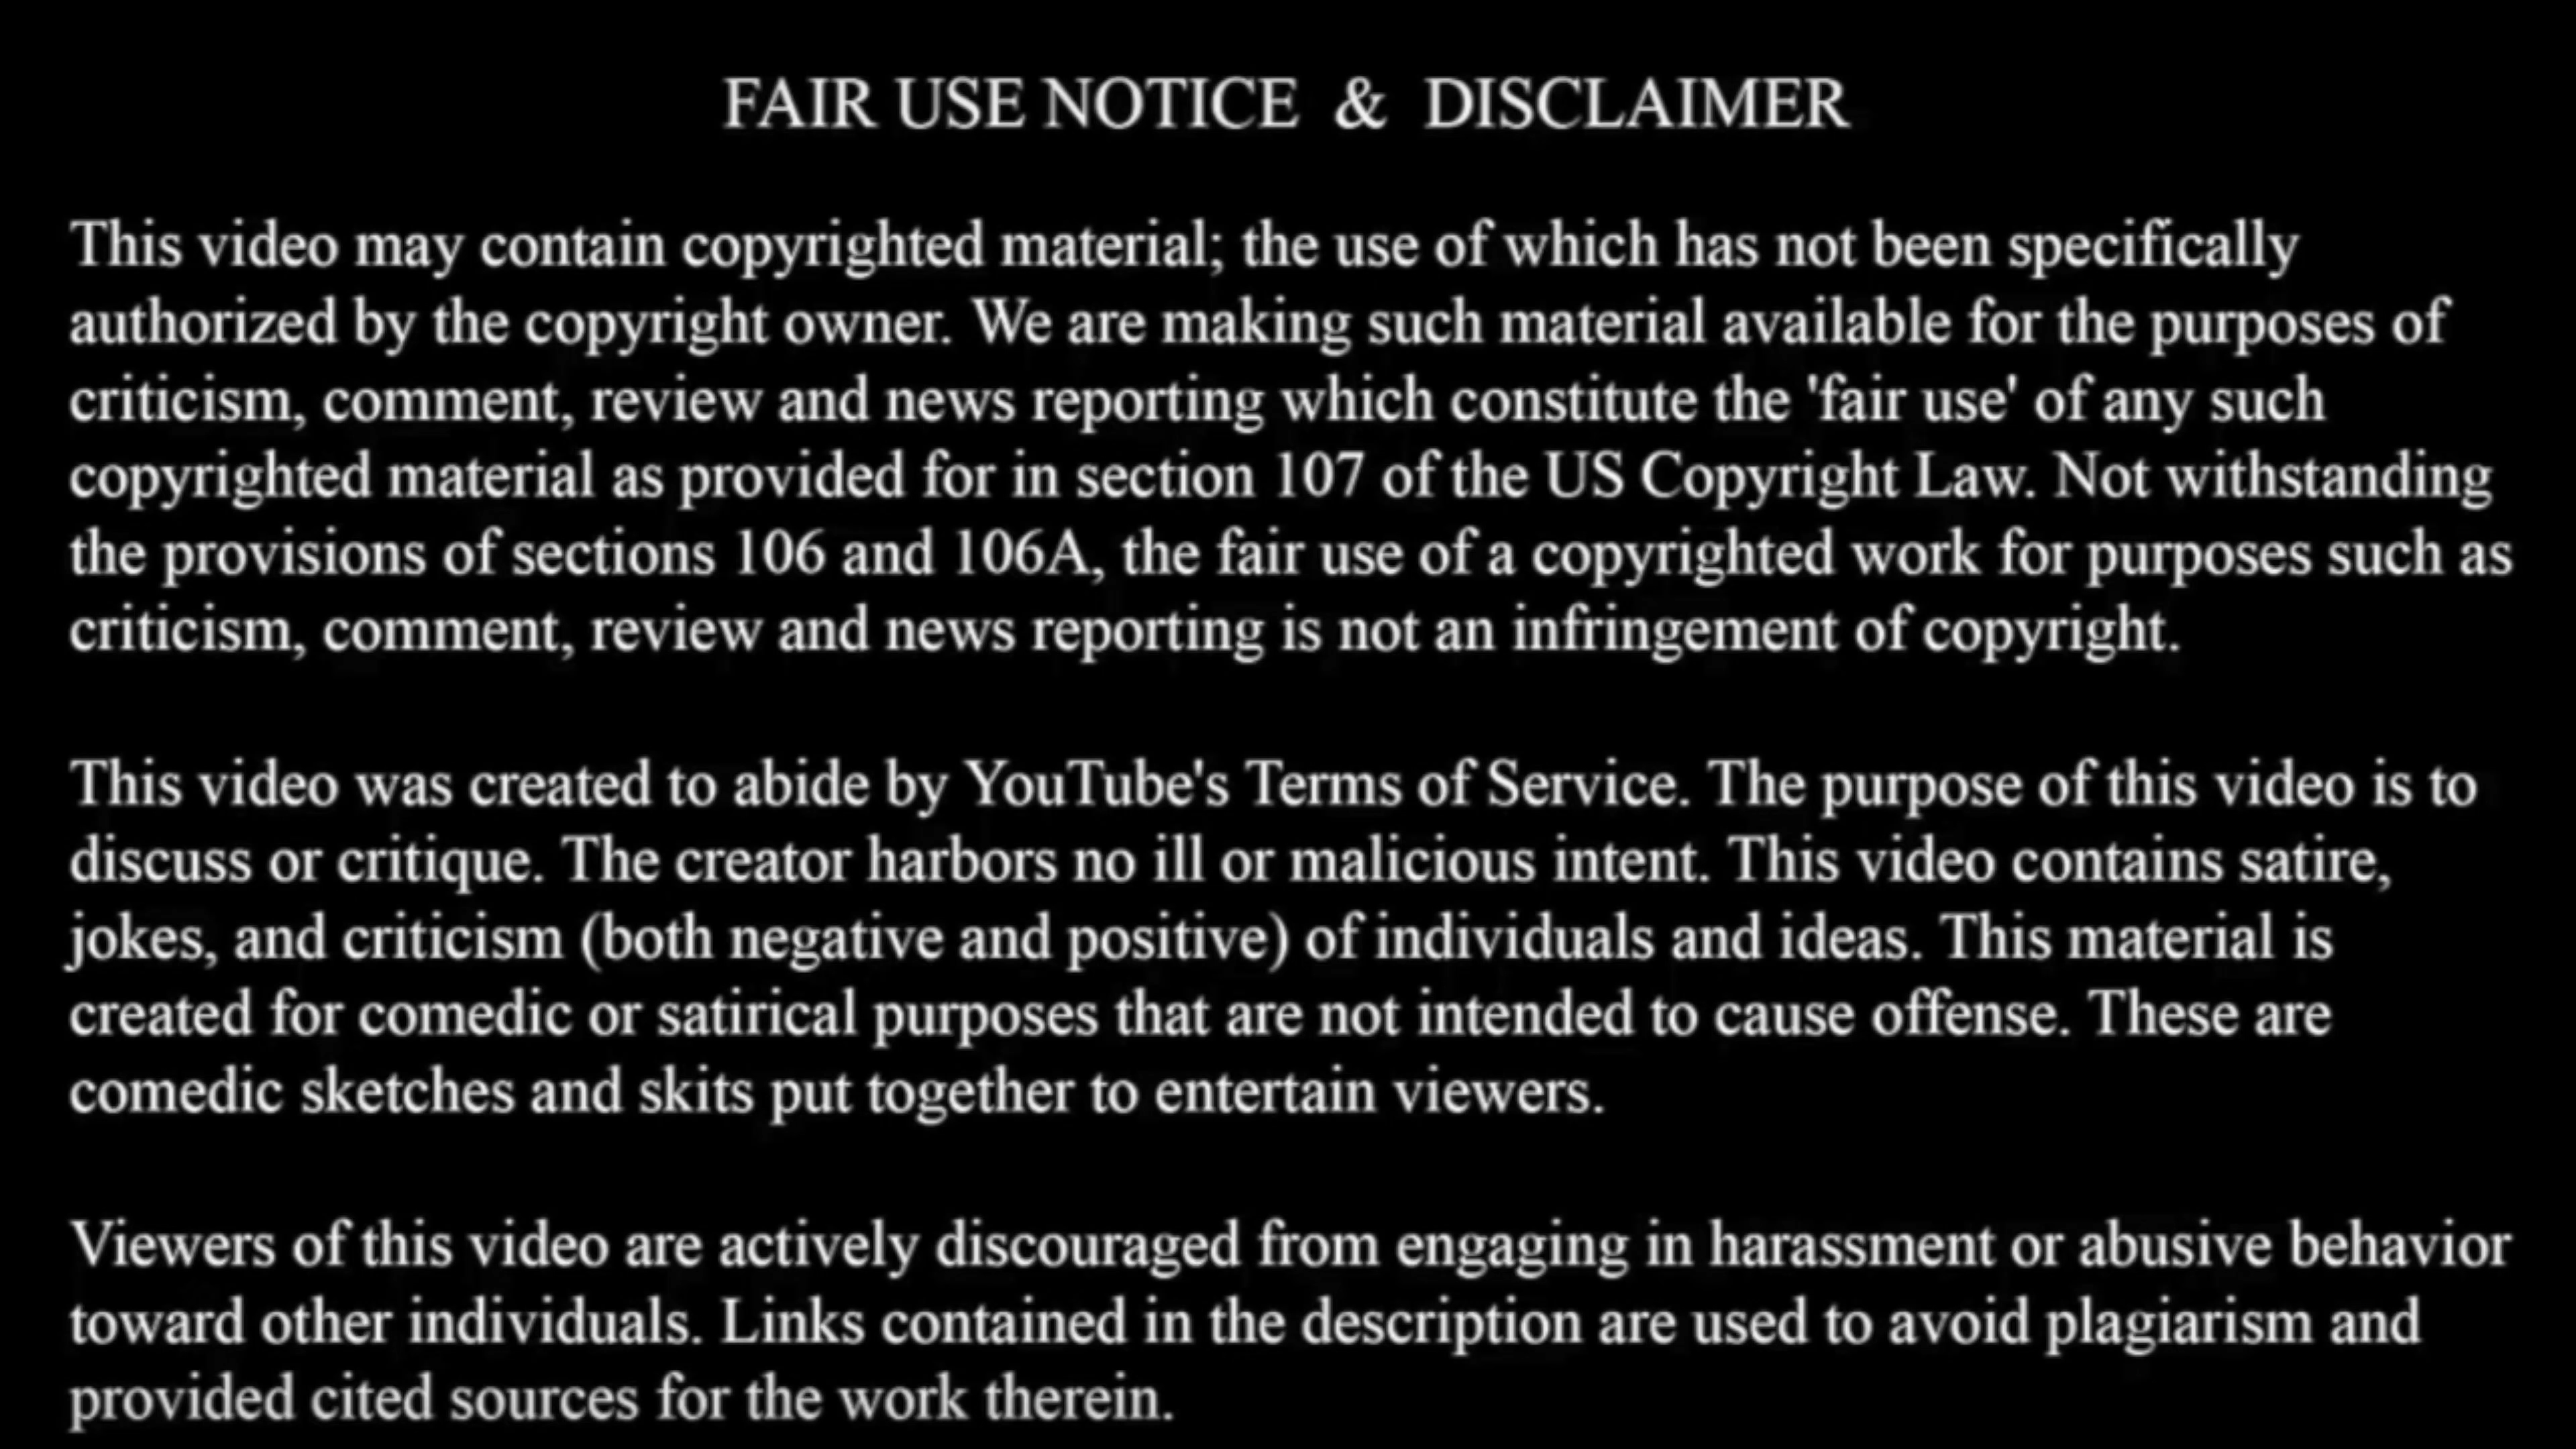 FAIR USE NOTICE & DISCLAIMER
This video may contain copyrighted material; the use of which has not been specifically
authorized by the copyright owner. We are making such material available for the purposes of
criticism, comment, review and news reporting which constitute the 'fair use' of any such
copyrighted material as provided for in section 107 of the US Copyright Law. Not withstanding
the provisions of sections 106 and 106A, the fair use of a copyrighted work for purposes such as
criticism, comment, review and news reporting is not an infringement of copyright.
This video was created to abide by YouTube's Terms of Service. The purpose of this video is to
discuss or critique. The creator harbors no ill or malicious intent. This video contains satire,
jokes, and criticism (both negative and positive) of individuals and ideas. This material is
created for comedic or satirical purposes that are not intended to cause offense. These are
comedic sketches and skits put together to entertain viewers.
Viewers of this video are actively discouraged from engaging in harassment or abusive behavior
toward other individuals. Links contained in the description are used to avoid plagiarism and
provided cited sources for the work therein.